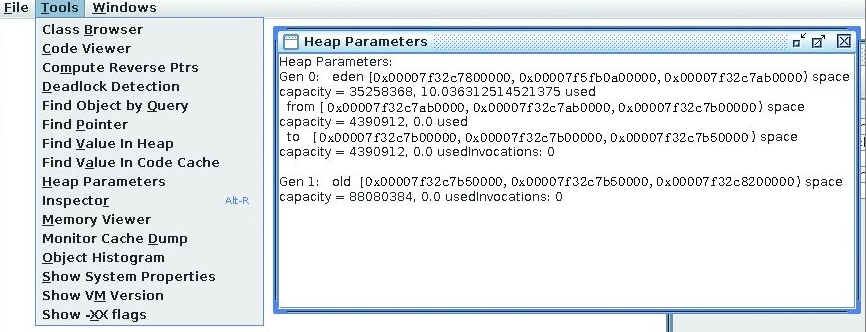 File Tools Windows
Class Browser
Code Viewer
Compute Reverse Ptrs
Deadlock Detection
Find Object by Query
Find Pointer
Find Value In Heap
Find Value In Code Cache
Heap Parameters
Inspector Alt-R
Memory Viewer
Monitor Cache Dump
Object Histogram
Show System Properties
Show VM Version
Show -XX flags
Heap Parameters
Heap Parameters:
Gen 0: eden [0x00007f32c7800000, 0x00007f5fb0a00000, 0x00007f32c7ab0000) space
capacity = 35258368, 10.036312514521375 used
from [0x00007f32c7ab0000, 0x00007f32c7ab0000, 0x00007f32c7b00000) space
capacity = 4390912, 0.0 used
to [0x00007f32c7b00000, 0x00007f32c7b00000, 0x00007f32c7b50000) space
capacity = 4390912, 0.0 usedInvocations: 0
Gen 1: old [0x00007f32c7b50000, 0x00007f32c7b50000, 0x00007f32c8200000) space
capacity = 88080384, 0.0 usedInvocations: 0